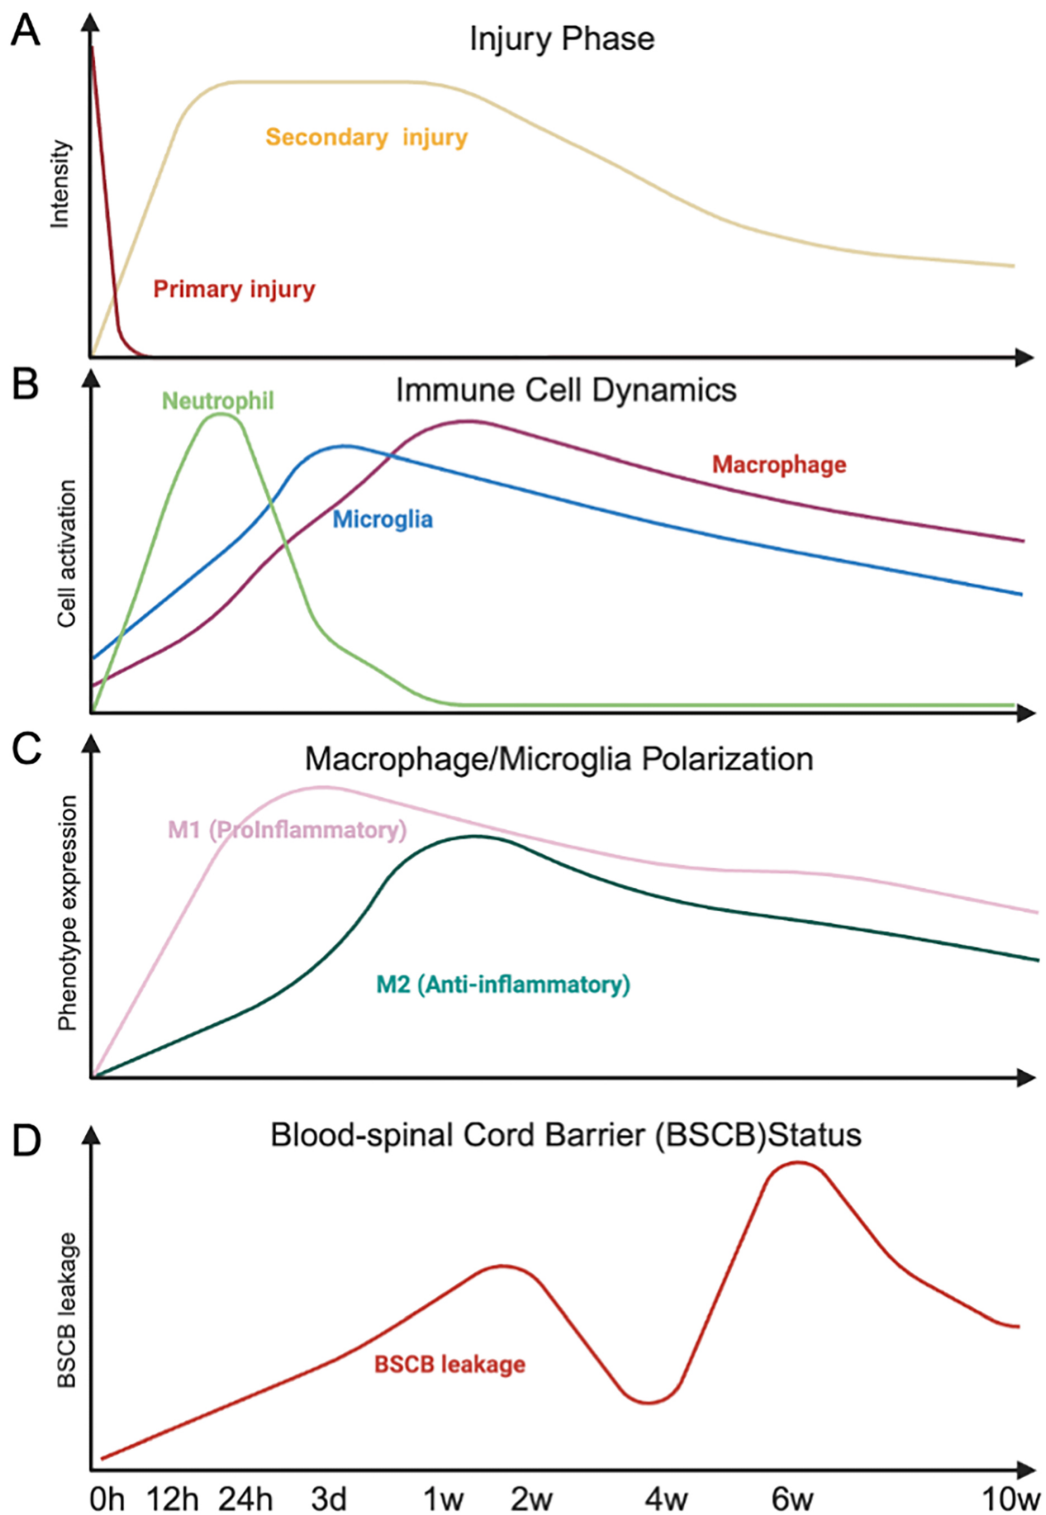 A
Injury Phase
Intensity
Secondary injury
Primary injury
B
Immune Cell Dynamics
Cell activation
Neutrophil
Macrophage
Microglia
C
Macrophage/Microglia Polarization
Phenotype expression
M1 (ProInflammatory)
M2 (Anti-inflammatory)
D
Blood-spinal Cord Barrier (BSCB)Status
BSCB leakage
BSCB leakage
0h 12h 24h 3d 1w 2w 4w 6w 10w